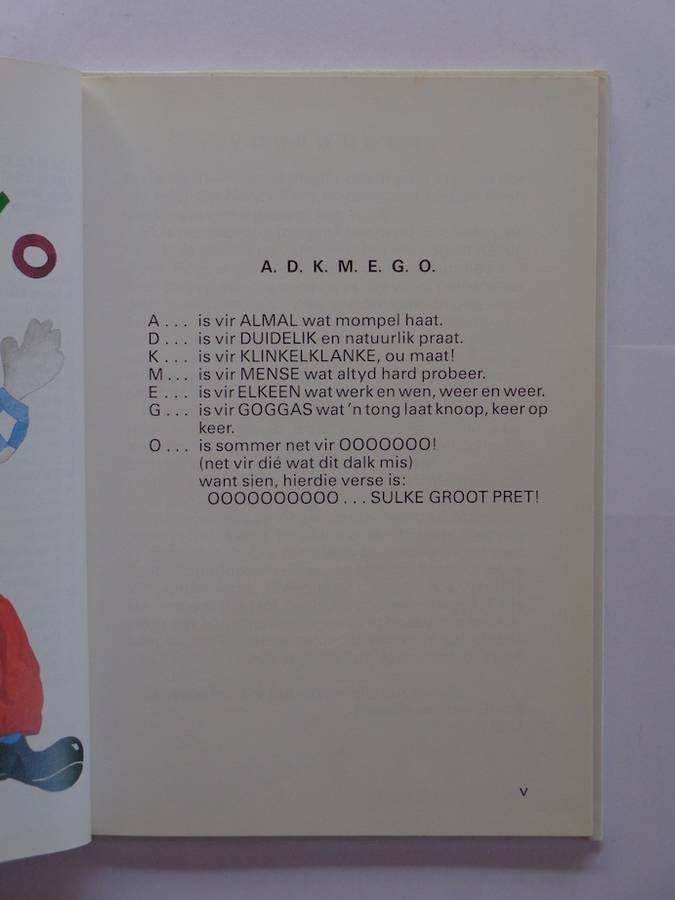 O
A. D. K. M. E. G. O.
A . . . is vir ALMAL wat mompel haat.
D . . . is vir DUIDELIK en natuurlik praat.
K . . . is vir KLINKELKLANKE, ou maat!
M . . . is vir MENSE wat altyd hard probeer.
E . . . is vir ELKEEN wat werk en wen, weer en weer.
G . . . is vir GOGGAS wat 'n tong laat knoop, keer op
keer.
O . . . is sommer net vir OOOOOOO!
(net vir dié wat dit dalk mis)
want sien, hierdie verse is:
OOOOOOOOOO . . . SULKE GROOT PRET!
v